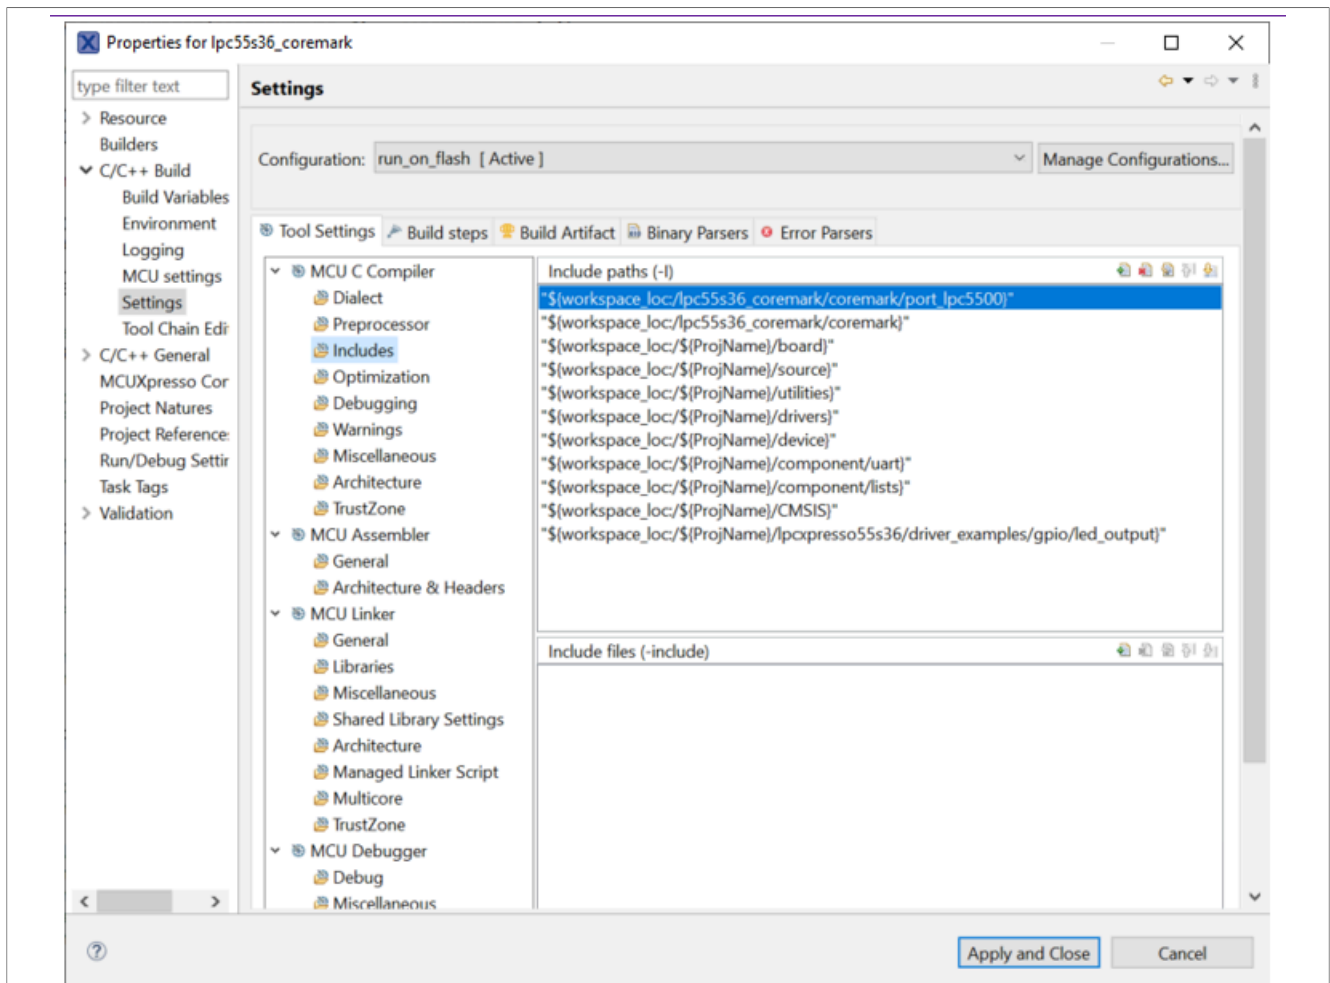 Properties for lpc55s36_coremark
type filter text
Resource
Builders
C/C++ Build
Build Variables
Environment
Logging
MCU settings
Settings
Tool Chain Edi
C/C++ General
MCUXpresso Cor
Project Natures
Project Reference
Run/Debug Settir
Task Tags
Validation
Settings
Configuration: run_on_flash [ Active ]
Manage Configurations...
Tool Settings
Build steps
Build Artifact
Binary Parsers
Error Parsers
MCU C Compiler
Dialect
Preprocessor
Includes
Optimization
Debugging
Warnings
Miscellaneous
Architecture
TrustZone
MCU Assembler
General
Architecture & Headers
MCU Linker
General
Libraries
Miscellaneous
Shared Library Settings
Architecture
Managed Linker Script
Multicore
TrustZone
MCU Debugger
Debug
Miscellaneous
Include paths (-I)
"${workspace_loc:/lpc55s36_coremark/coremark/port_lpc5500}"
"${workspace_loc:/lpc55s36_coremark/coremark}"
"${workspace_loc:/${ProjName}/board}"
"${workspace_loc:/${ProjName}/source}"
"${workspace_loc:/${ProjName}/utilities}"
"${workspace_loc:/${ProjName}/drivers}"
"${workspace_loc:/${ProjName}/device}"
"${workspace_loc:/${ProjName}/component/uart}"
"${workspace_loc:/${ProjName}/component/lists}"
"${workspace_loc:/${ProjName}/CMSIS}"
"${workspace_loc:/${ProjName}/lpcxpresso55s36/driver_examples/gpio/led_output}"
Include files (-include)
Apply and Close
Cancel